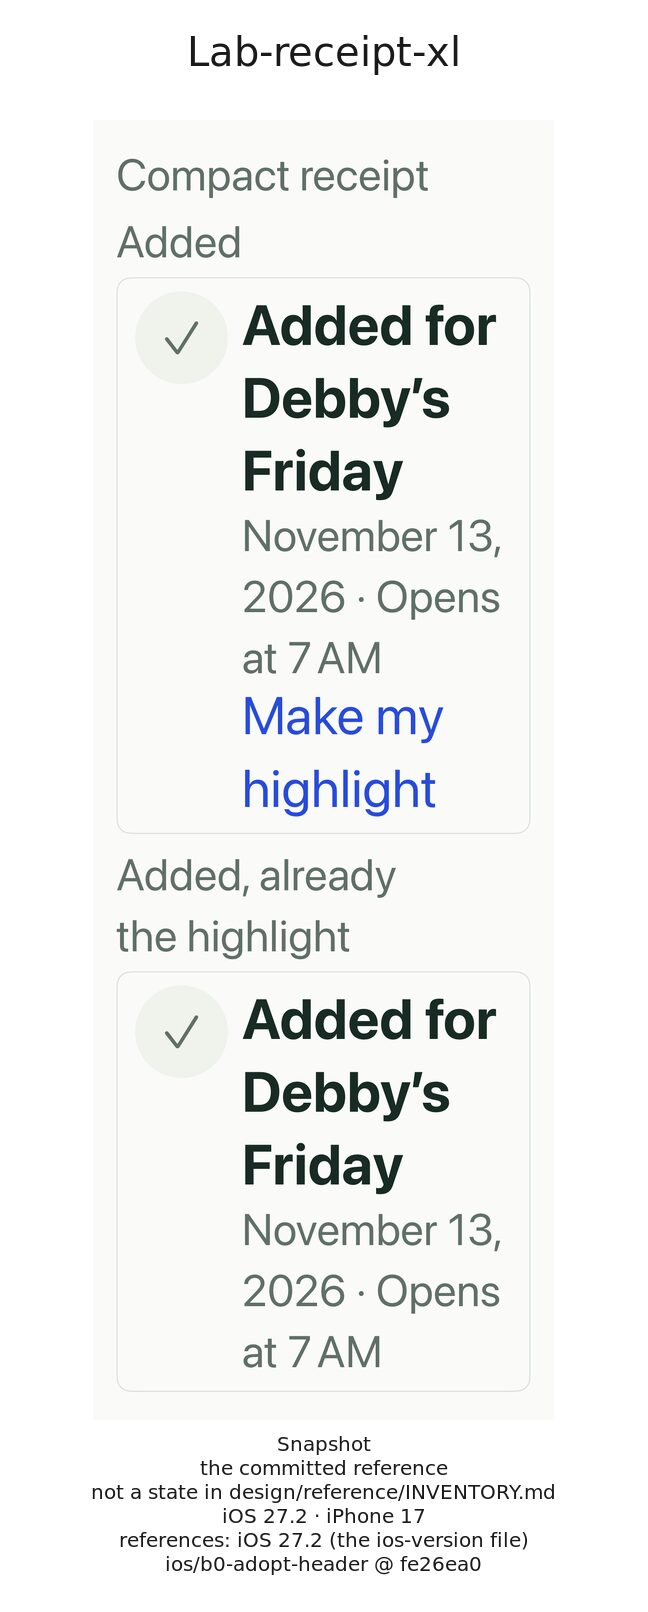 Lab-receipt-xl
Compact receipt
Added
Added for
Debby’s
Friday
November 13,
2026 · Opens
at 7 AM
Make my
highlight
Added, already
the highlight
Added for
Debby’s
Friday
November 13,
2026 · Opens
at 7 AM
Snapshot
the committed reference
not a state in design/reference/INVENTORY.md
iOS 27.2 · iPhone 17
references: iOS 27.2 (the ios-version file)
ios/b0-adopt-header @ fe26ea0